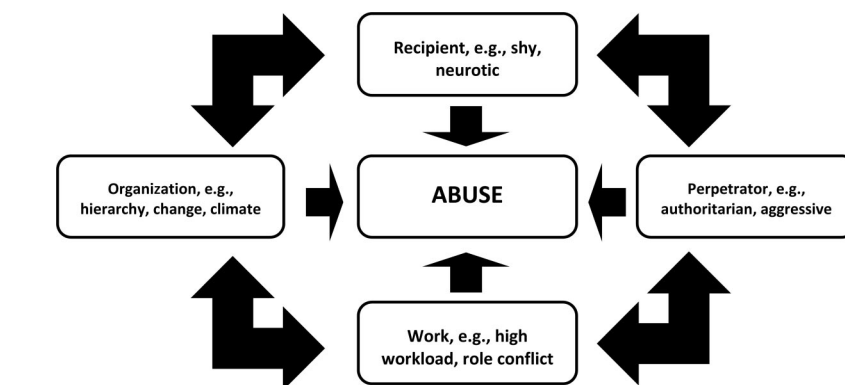 Recipient, e.g., shy,
neurotic
Organization, e.g.,
hierarchy, change, climate
ABUSE
Perpetrator, e.g.,
authoritarian, aggressive
Work, e.g., high
workload, role conflict